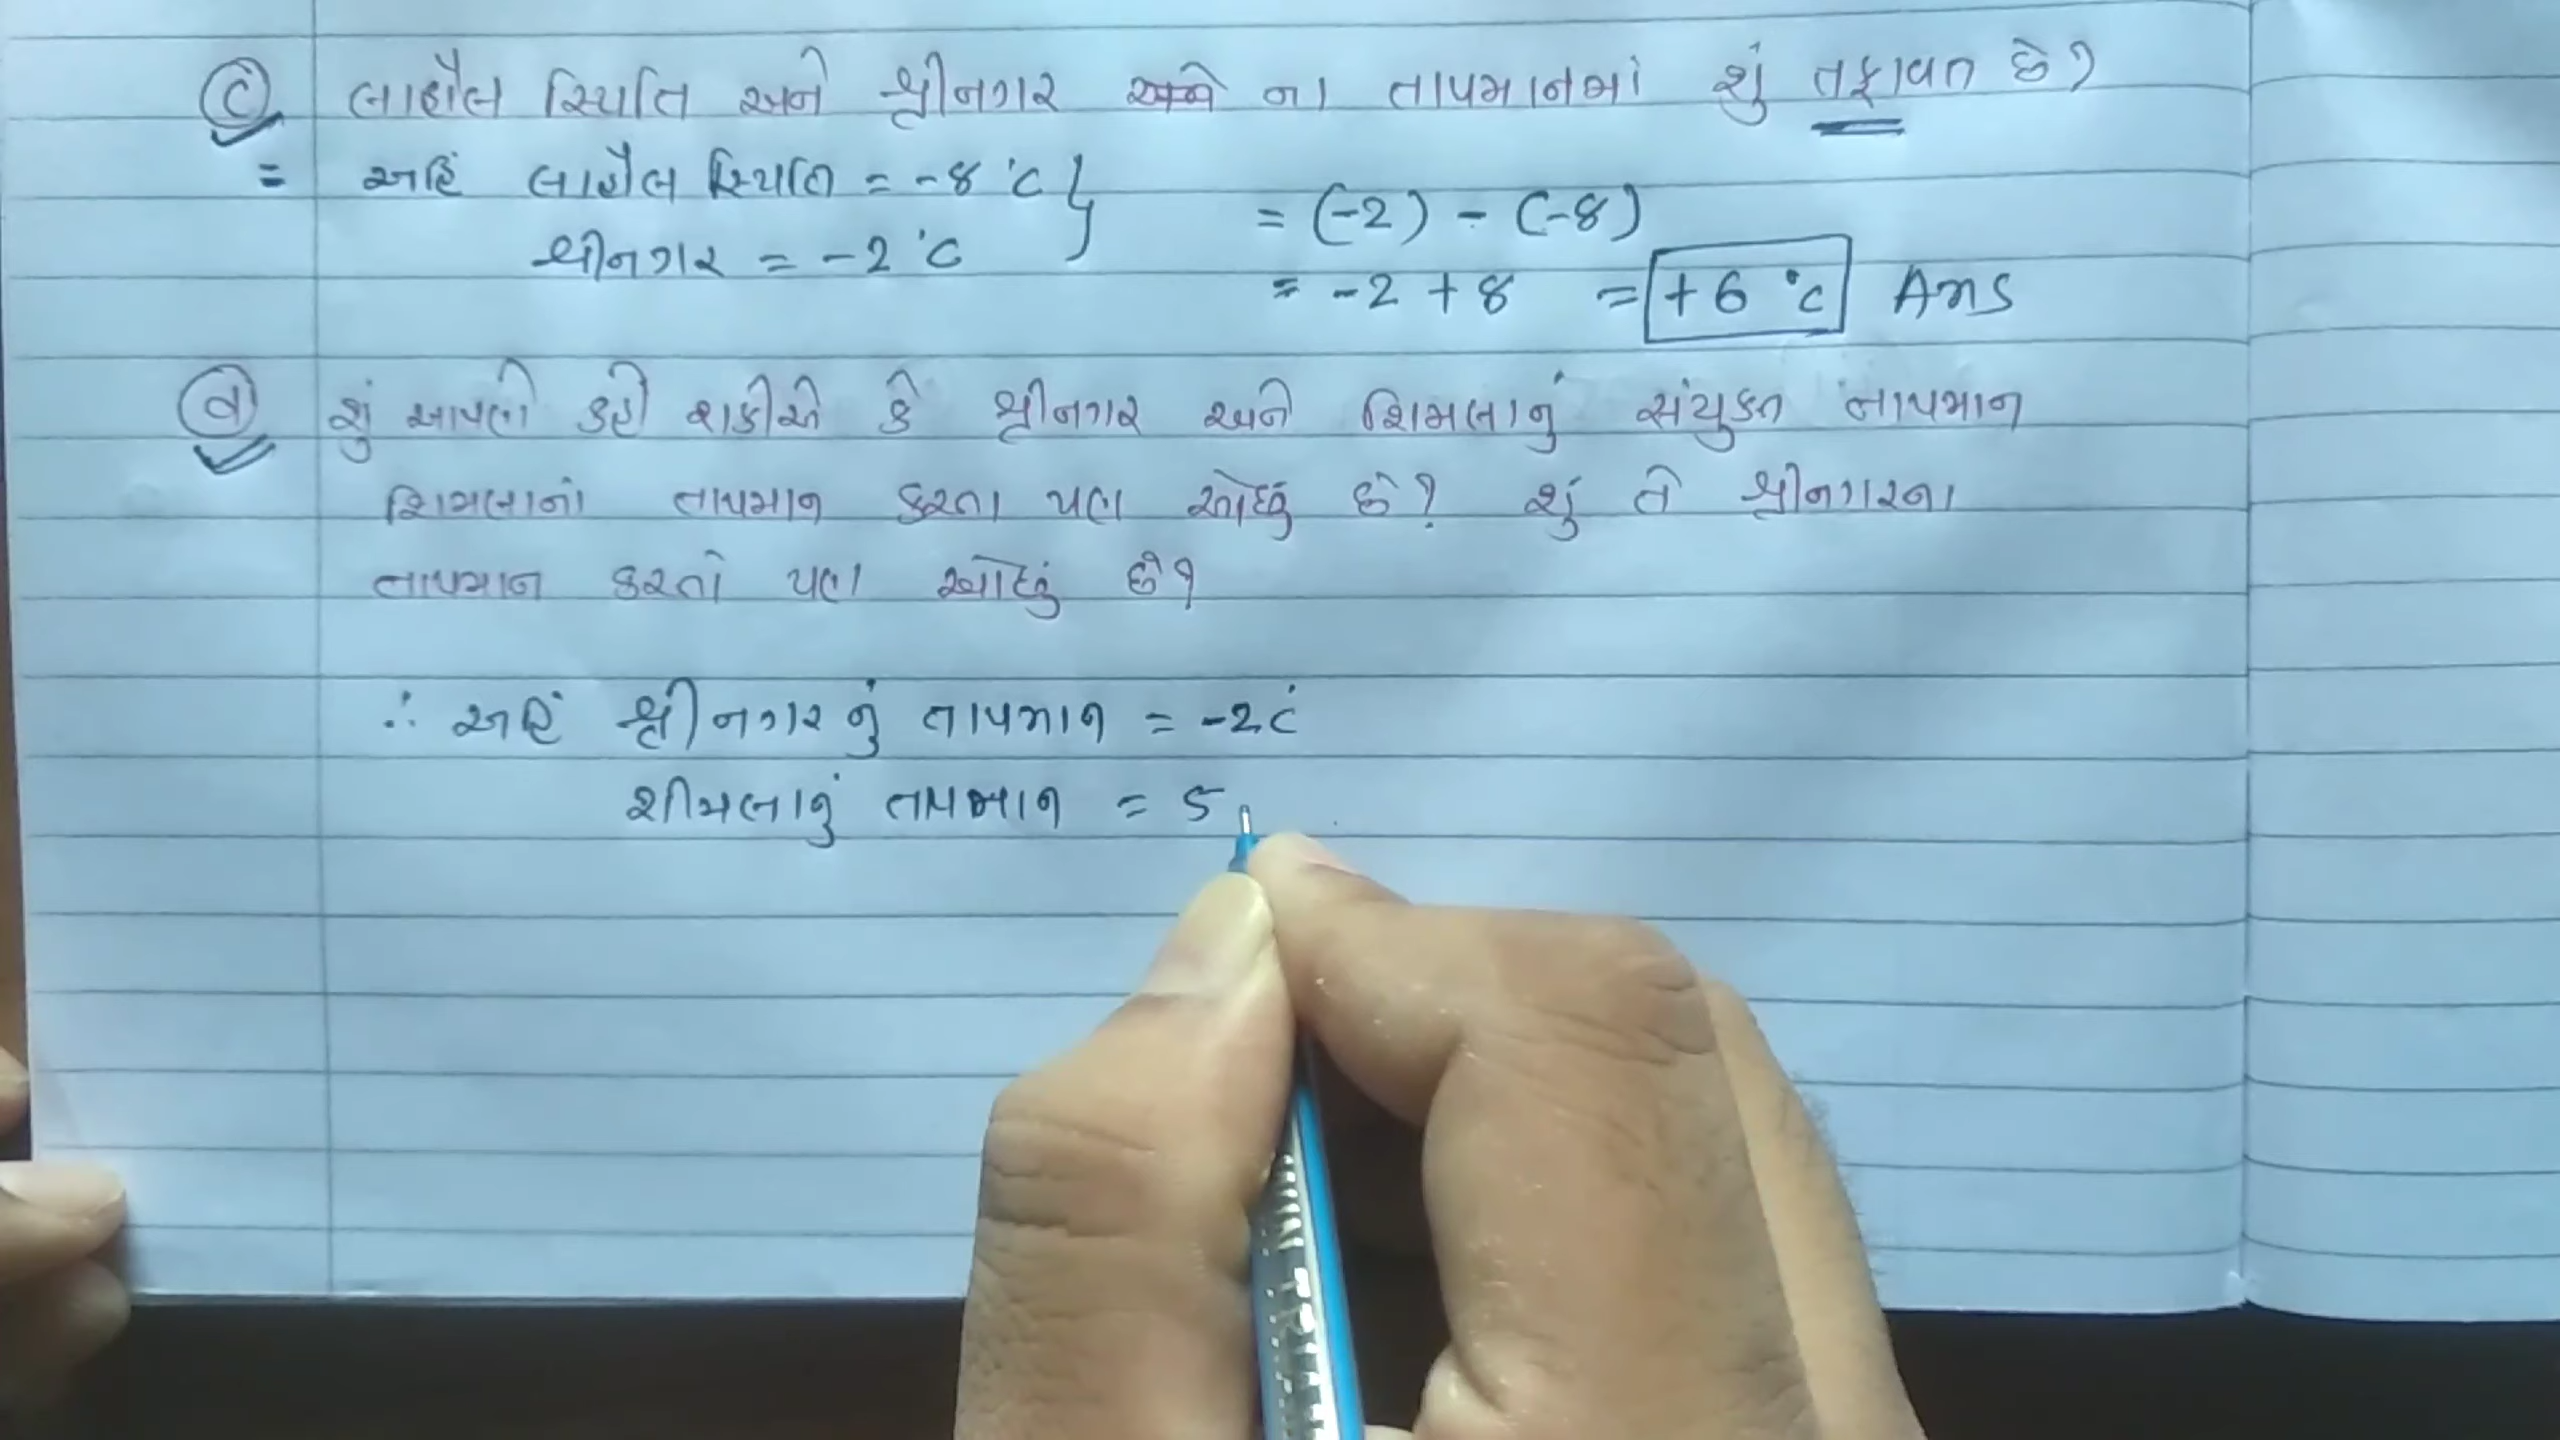 (c) લાહૌલ સ્પિતિ અને શ્રીનગર ના તાપમાનમાં શું તફાવત છે?
= અહિં લાહૌલ સ્પિતિ = -8 °C }
શ્રીનગર = -2 °C
= (-2) - (-8)
= -2 + 8 = +6 °C Ans
(d) શું આપણે કહી શકીએ કે શ્રીનગર અને શિમલાનું સંયુક્ત તાપમાન
શિમલાનાં તાપમાન કરતા પણ ઓછું છે? શું તે શ્રીનગરના
તાપમાન કરતાં પણ ઓછું છે?
∴ અહિં શ્રીનગરનું તાપમાન = -2°C
શીમલાનું તાપમાન = 5